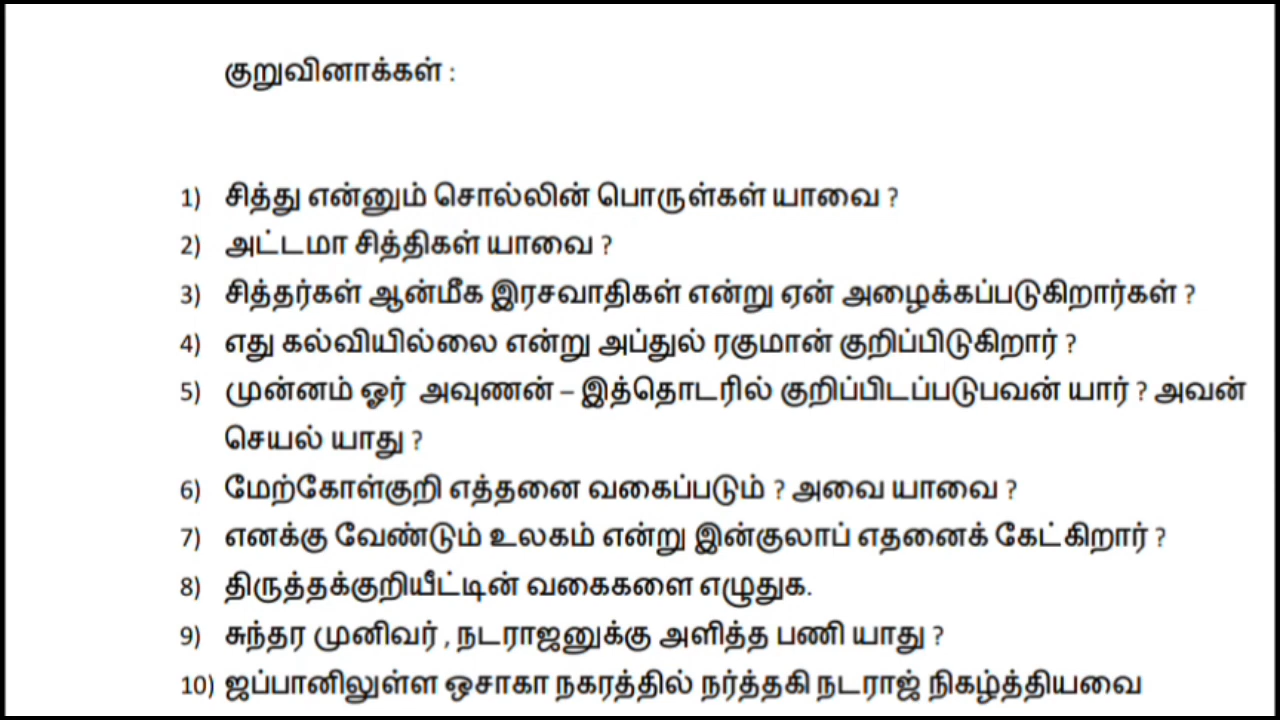 குறுவினாக்கள் :
1) சித்து என்னும் சொல்லின் பொருள்கள் யாவை ?
2) அட்டமா சித்திகள் யாவை ?
3) சித்தர்கள் ஆன்மீக இரசவாதிகள் என்று ஏன் அழைக்கப்படுகிறார்கள் ?
4) எது கல்வியில்லை என்று அப்துல் ரகுமான் குறிப்பிடுகிறார் ?
5) முன்னம் ஓர் அவுணன் – இத்தொடரில் குறிப்பிடப்படுபவன் யார் ? அவன்
செயல் யாது ?
6) மேற்கோள்குறி எத்தனை வகைப்படும் ? அவை யாவை ?
7) எனக்கு வேண்டும் உலகம் என்று இன்குலாப் எதனைக் கேட்கிறார் ?
8) திருத்தக்குறியீட்டின் வகைகளை எழுதுக.
9) சுந்தர முனிவர் , நடராஜனுக்கு அளித்த பணி யாது ?
10) ஜப்பானிலுள்ள ஒசாகா நகரத்தில் நர்த்தகி நடராஜ் நிகழ்த்தியவை